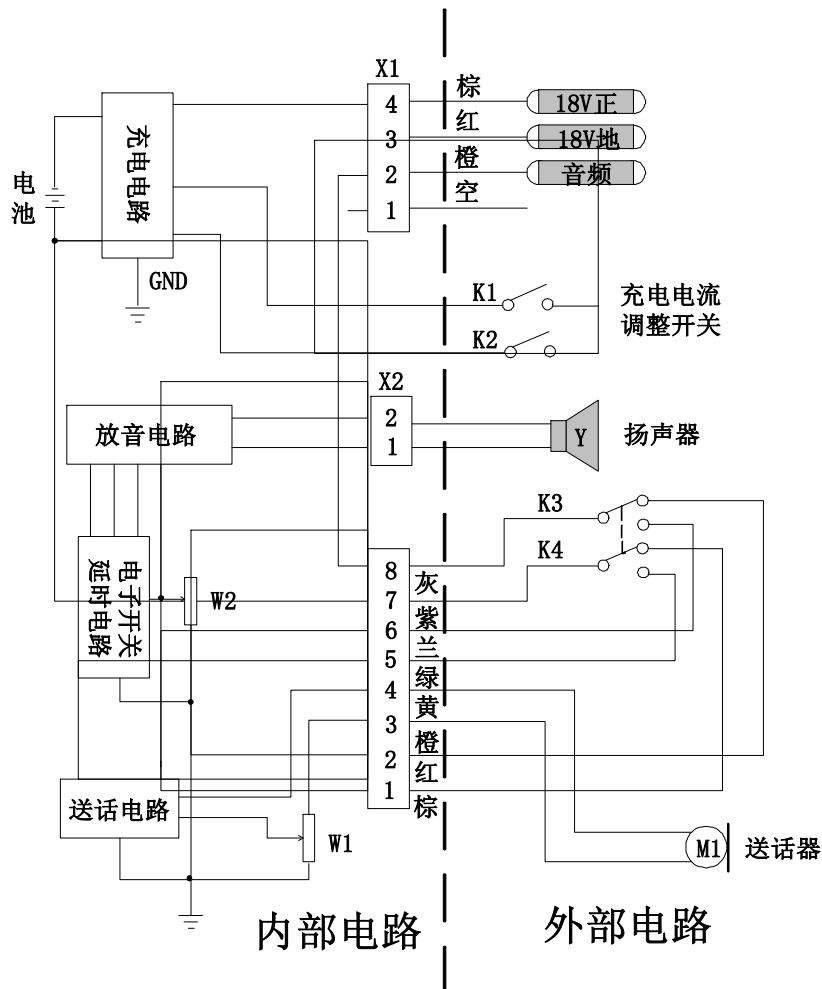 X1
4
3
2
1
棕
红
橙
空
18V正
18V地
音频
充电电路
电池
GND
K1
K2
充电电流
调整开关
X2
2
1
放音电路
Y
扬声器
K3
K4
电子开关
延时电路
W2
8
7
6
5
4
3
2
1
灰
紫
兰
绿
黄
橙
红
棕
送话电路
W1
M1
送话器
内部电路
外部电路